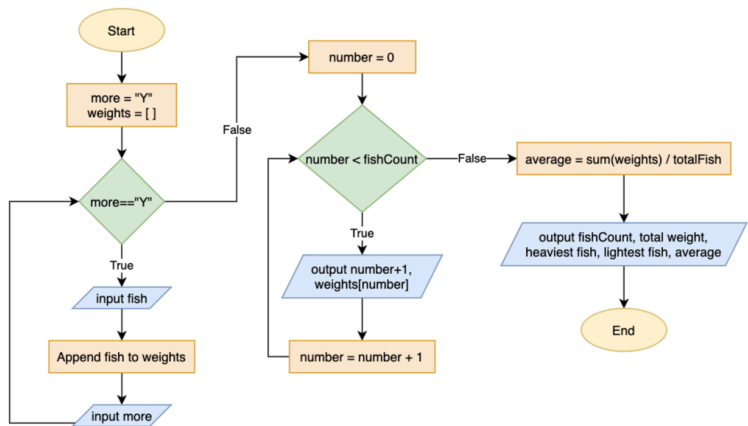 Start
more = "Y"
weights = [ ]
more=="Y"
True
input fish
Append fish to weights
input more
False
number = 0
number < fishCount
True
output number+1,
weights[number]
number = number + 1
False
average = sum(weights) / totalFish
output fishCount, total weight,
heaviest fish, lightest fish, average
End